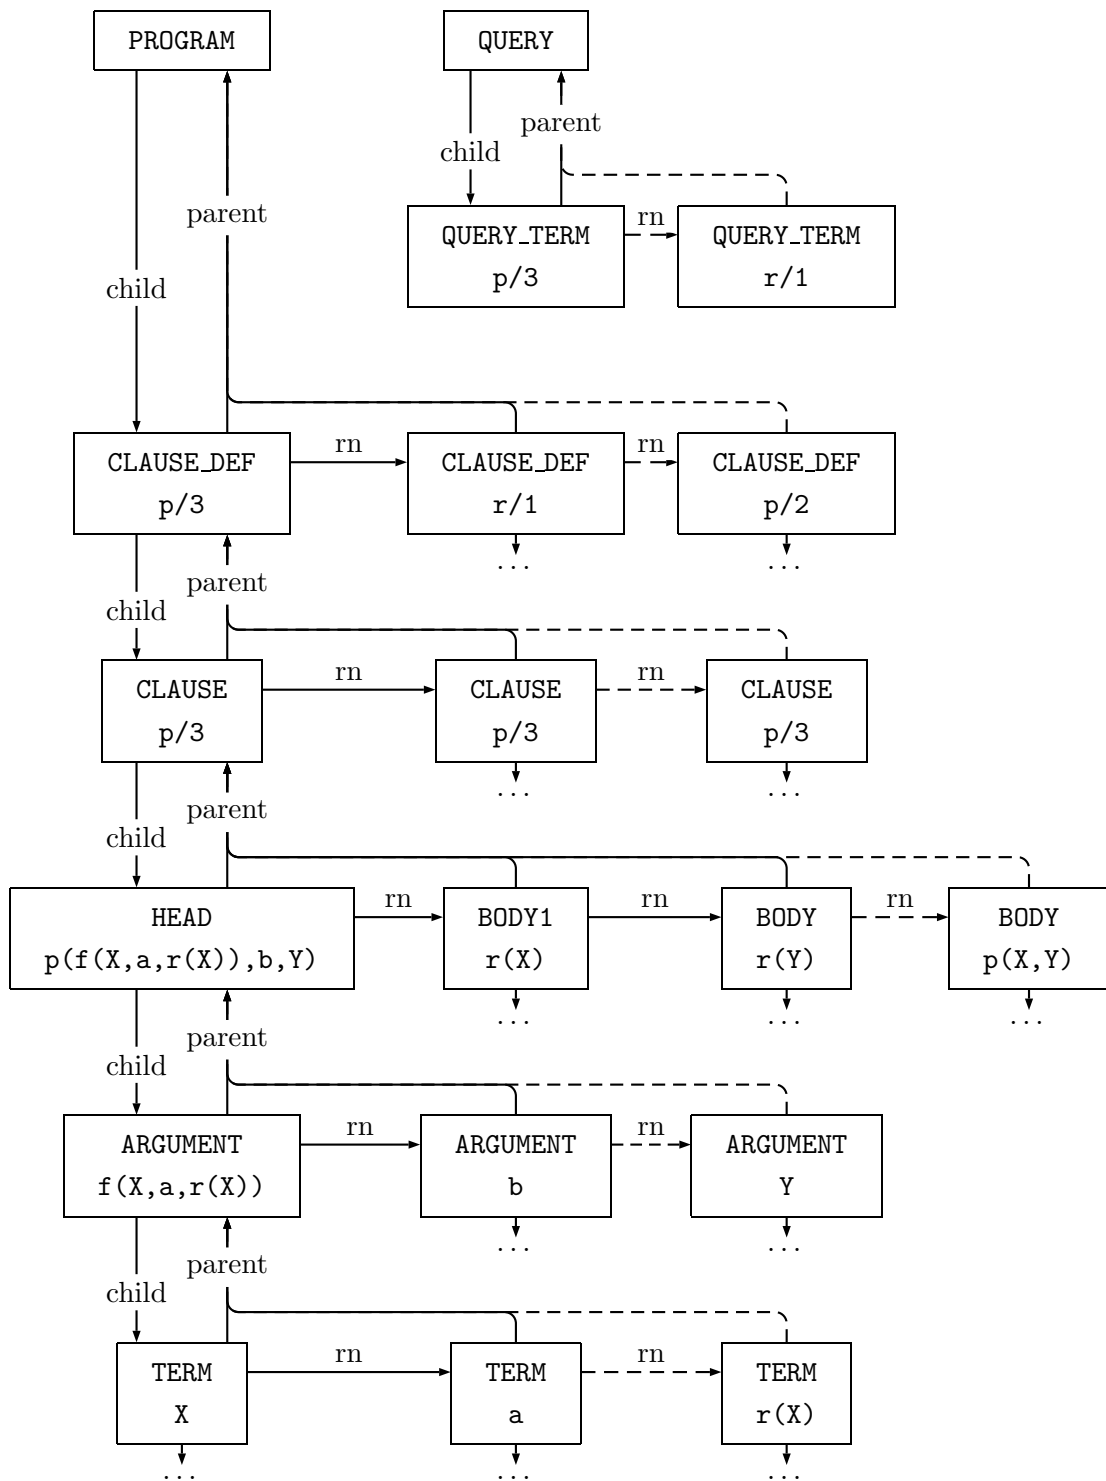 PROGRAM
QUERY
parent
child
parent
rn
QUERY_TERM
p/3
QUERY_TERM
r/1
child
rn
rn
CLAUSE_DEF
p/3
CLAUSE_DEF
r/1
CLAUSE_DEF
p/2
...
...
parent
child
rn
rn
CLAUSE
p/3
CLAUSE
p/3
CLAUSE
p/3
...
...
parent
child
rn
rn
rn
HEAD
p(f(X,a,r(X)),b,Y)
BODY1
r(X)
BODY
r(Y)
BODY
p(X,Y)
...
...
...
parent
child
rn
rn
ARGUMENT
f(X,a,r(X))
ARGUMENT
b
ARGUMENT
Y
...
...
parent
child
rn
rn
TERM
X
TERM
a
TERM
r(X)
...
...
...